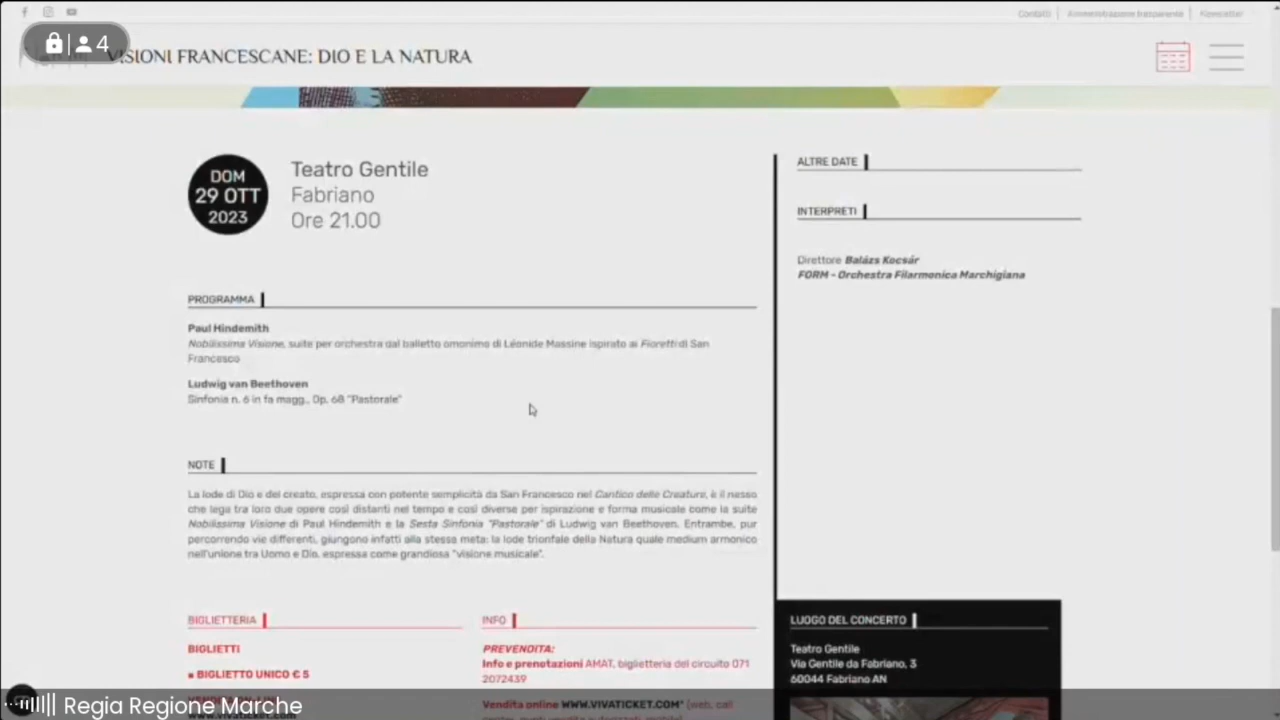 Contatti
Amministrazione trasparente
Newsletter
4
VISIONI FRANCESCANE: DIO E LA NATURA
DOM
29 OTT
2023
Teatro Gentile
Fabriano
Ore 21.00
PROGRAMMA
Paul Hindemith
Nobilissima Visione, suite per orchestra dal balletto omonimo di Léonide Massine ispirato ai Fioretti di San
Francesco
Ludwig van Beethoven
Sinfonia n. 6 in fa magg., Op. 68 "Pastorale"
NOTE
La lode di Dio e del creato, espressa con potente semplicità da San Francesco nel Cantico delle Creature, è il nesso
che lega tra loro due opere così distanti nel tempo e così diverse per ispirazione e forma musicale come la suite
Nobilissima Visione di Paul Hindemith e la Sesta Sinfonia "Pastorale" di Ludwig van Beethoven. Entrambe, pur
percorrendo vie differenti, giungono infatti alla stessa meta: la lode trionfale della Natura quale medium armonico
nell'unione tra Uomo e Dio, espressa come grandiosa "visione musicale".
BIGLIETTERIA
BIGLIETTI
▪ BIGLIETTO UNICO € 5
www.vivaticket.com
INFO
PREVENDITA:
Info e prenotazioni AMAT, biglietteria del circuito 071
2072439
Vendita online WWW.VIVATICKET.COM* (web, call
ALTRE DATE
INTERPRETI
Direttore Balázs Kocsár
FORM - Orchestra Filarmonica Marchigiana
LUOGO DEL CONCERTO
Teatro Gentile
Via Gentile da Fabriano, 3
60044 Fabriano AN
Regia Regione Marche